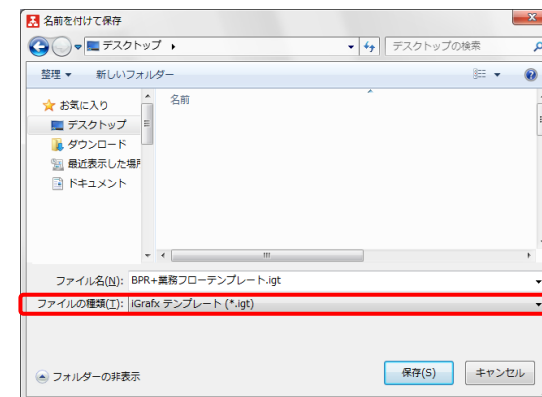 名前を付けて保存
デスクトップ
デスクトップの検索
整理 新しいフォルダー
名前
お気に入り
デスクトップ
ダウンロード
最近表示した場所
ドキュメント
ファイル名(N): BPR+業務フローテンプレート.igt
ファイルの種類(T): iGrafx テンプレート (*.igt)
フォルダーの非表示
保存(S) キャンセル